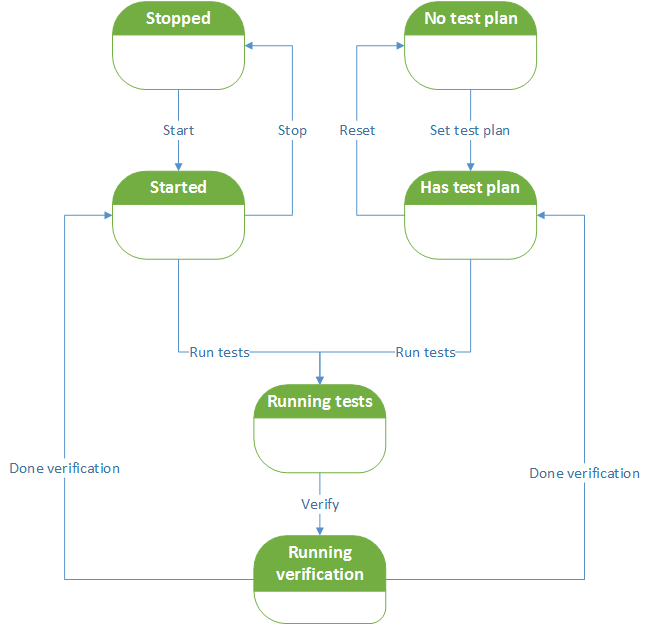 Stopped
No test plan
Start
Stop
Reset
Set test plan
Started
Has test plan
Run tests
Run tests
Running tests
Done verification
Done verification
Verify
Running
verification